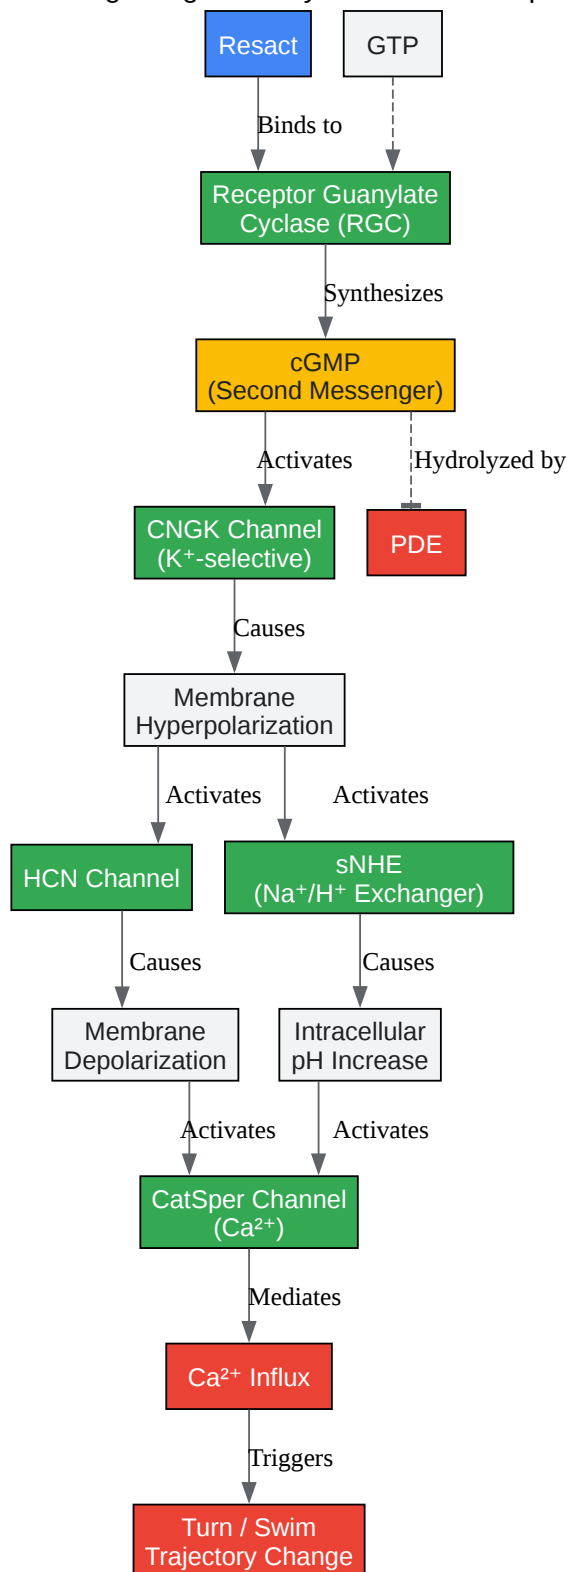 Resact
GTP
Binds to
Receptor Guanylate
Cyclase (RGC)
Synthesizes
cGMP
(Second Messenger)
Activates
Hydrolyzed by
CNGK Channel
(K⁺-selective)
PDE
Causes
Membrane
Hyperpolarization
Activates
Activates
HCN Channel
sNHE
(Na⁺/H⁺ Exchanger)
Causes
Causes
Membrane
Depolarization
Intracellular
pH Increase
Activates
Activates
CatSper Channel
(Ca²⁺)
Mediates
Ca²⁺ Influx
Triggers
Turn / Swim
Trajectory Change